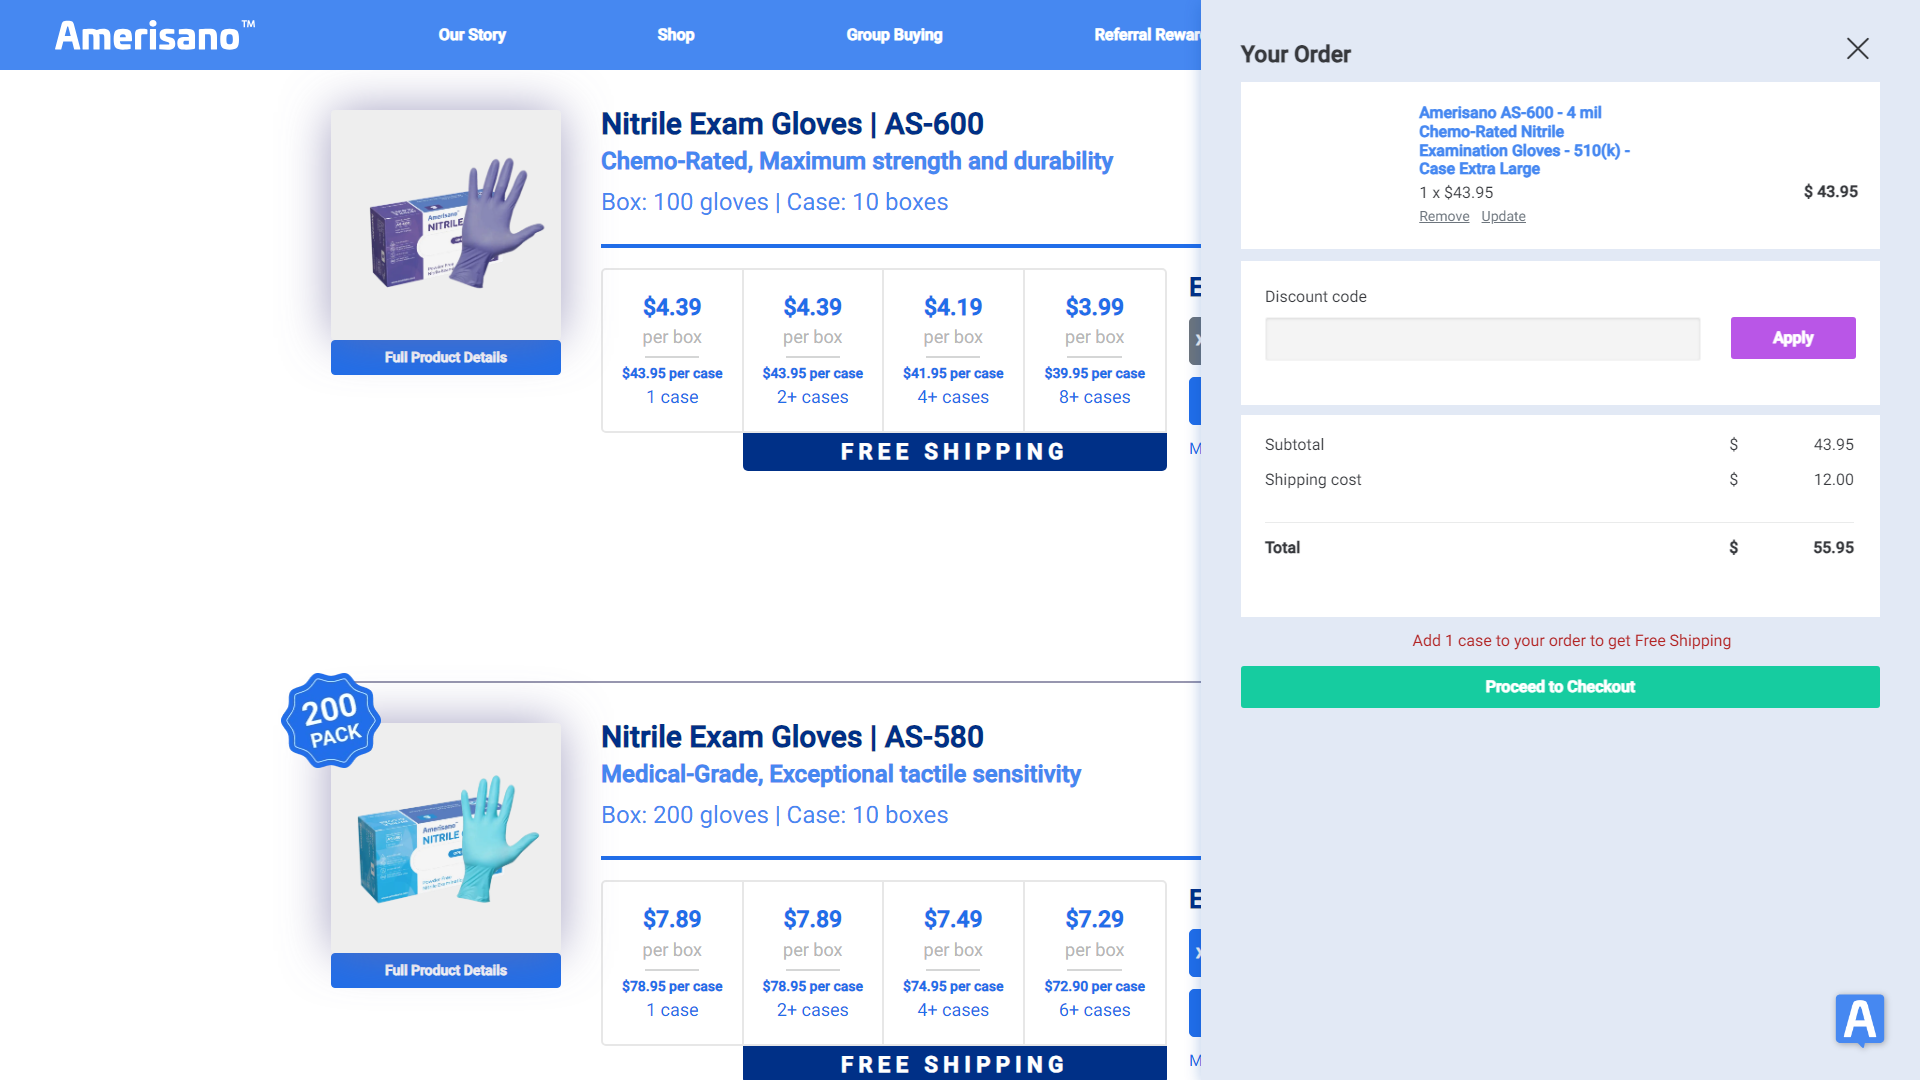 Amerisano™
Our Story
Shop
Group Buying
Referral Rewar
Nitrile Exam Gloves | AS-600
Chemo-Rated, Maximum strength and durability
Box: 100 gloves | Case: 10 boxes
Amerisano
NITRILE
Full Product Details
$4.39
per box
$43.95 per case
1 case
$4.39
per box
$43.95 per case
2+ cases
$4.19
per box
$41.95 per case
4+ cases
$3.99
per box
$39.95 per case
8+ cases
FREE SHIPPING
E
M
200
PACK
Nitrile Exam Gloves | AS-580
Medical-Grade, Exceptional tactile sensitivity
Box: 200 gloves | Case: 10 boxes
Amerisano
NITRILE
Full Product Details
$7.89
per box
$78.95 per case
1 case
$7.89
per box
$78.95 per case
2+ cases
$7.49
per box
$74.95 per case
4+ cases
$7.29
per box
$72.90 per case
6+ cases
FREE SHIPPING
E
M
Your Order
Amerisano AS-600 - 4 mil
Chemo-Rated Nitrile
Examination Gloves - 510(k) -
Case Extra Large
1 x $43.95
$ 43.95
Remove Update
Discount code
Apply
Subtotal $ 43.95
Shipping cost $ 12.00
Total $ 55.95
Add 1 case to your order to get Free Shipping
Proceed to Checkout
A